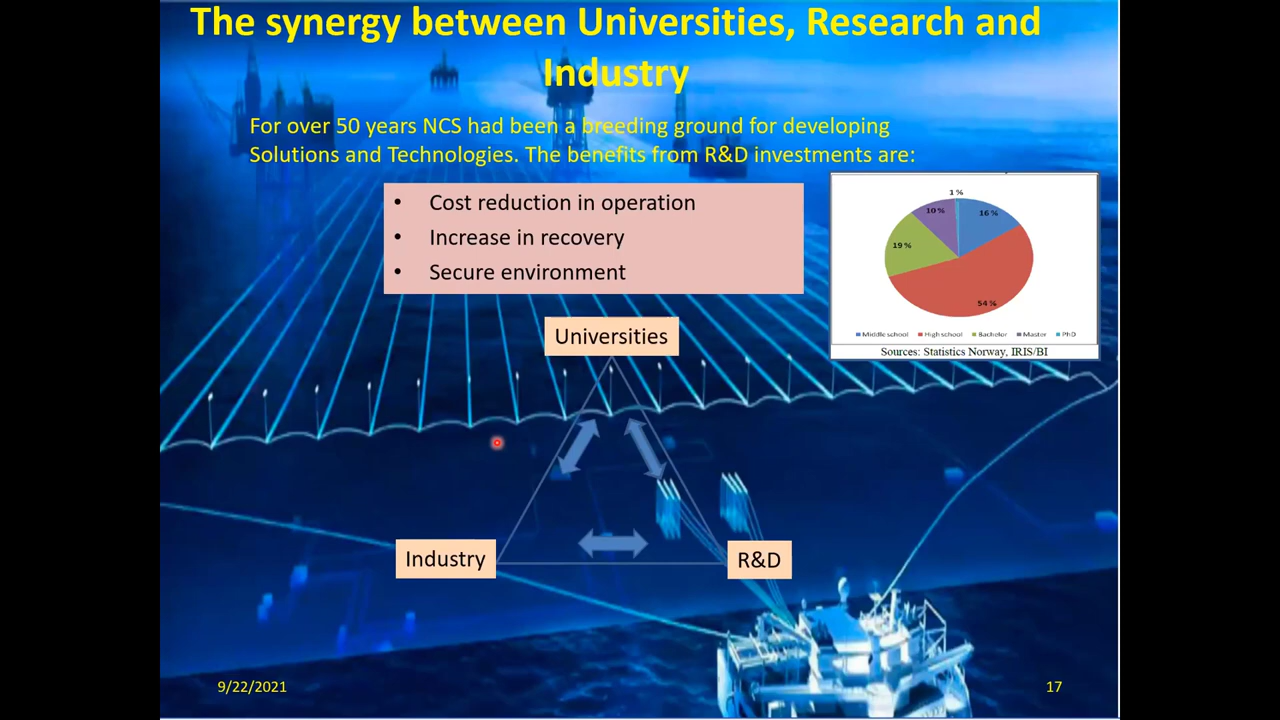 The synergy between Universities, Research and
Industry
For over 50 years NCS had been a breeding ground for developing
Solutions and Technologies. The benefits from R&D investments are:
• Cost reduction in operation
• Increase in recovery
• Secure environment
1 %
10 %
16 %
19 %
54 %
Middle school High school Bachelor Master PhD
Sources: Statistics Norway, IRIS/BI
Universities
Industry
R&D
9/22/2021
17